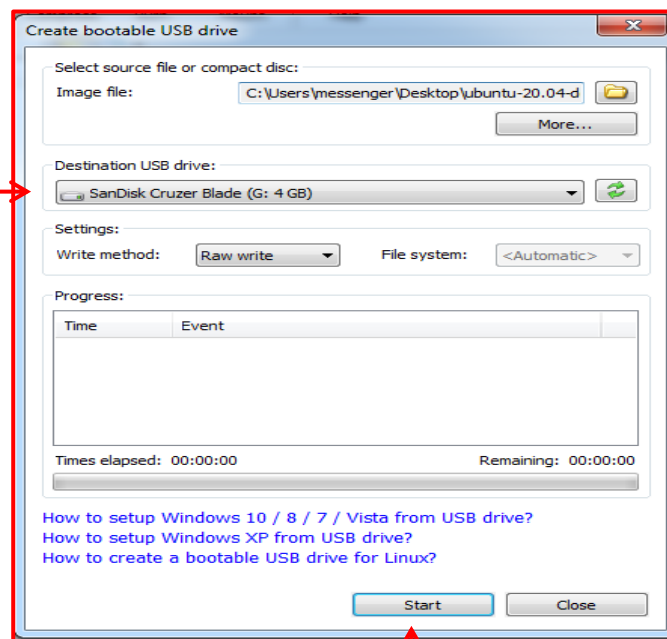 Create bootable USB drive
Select source file or compact disc:
Image file: C:\Users\messenger\Desktop\ubuntu-20.04-d
More...
Destination USB drive:
SanDisk Cruzer Blade (G: 4 GB)
Settings:
Write method: Raw write File system: <Automatic>
Progress:
Time Event
Times elapsed: 00:00:00 Remaining: 00:00:00
How to setup Windows 10 / 8 / 7 / Vista from USB drive?
How to setup Windows XP from USB drive?
How to create a bootable USB drive for Linux?
Start Close